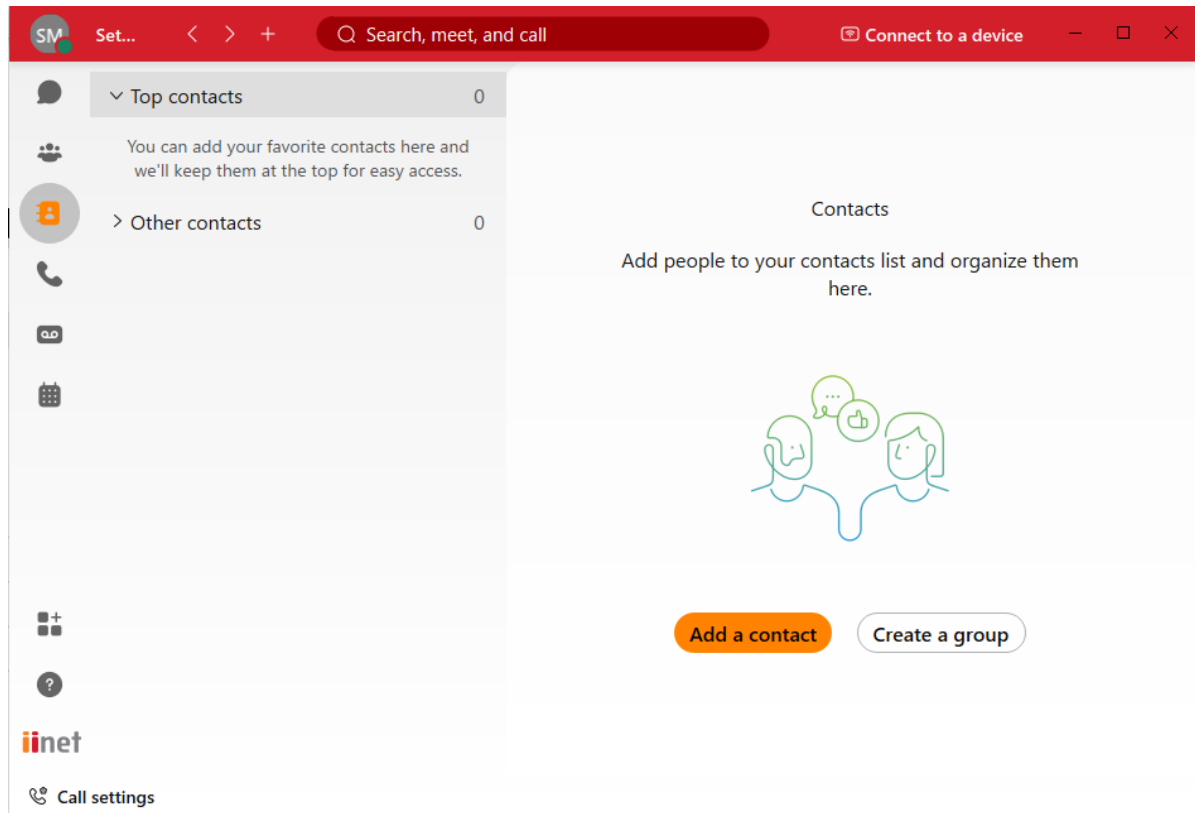 SM
Set...
Search, meet, and call
Connect to a device
Top contacts 0
You can add your favorite contacts here and
we'll keep them at the top for easy access.
Other contacts 0
Contacts
Add people to your contacts list and organize them
here.
Add a contact
Create a group
iinet
Call settings